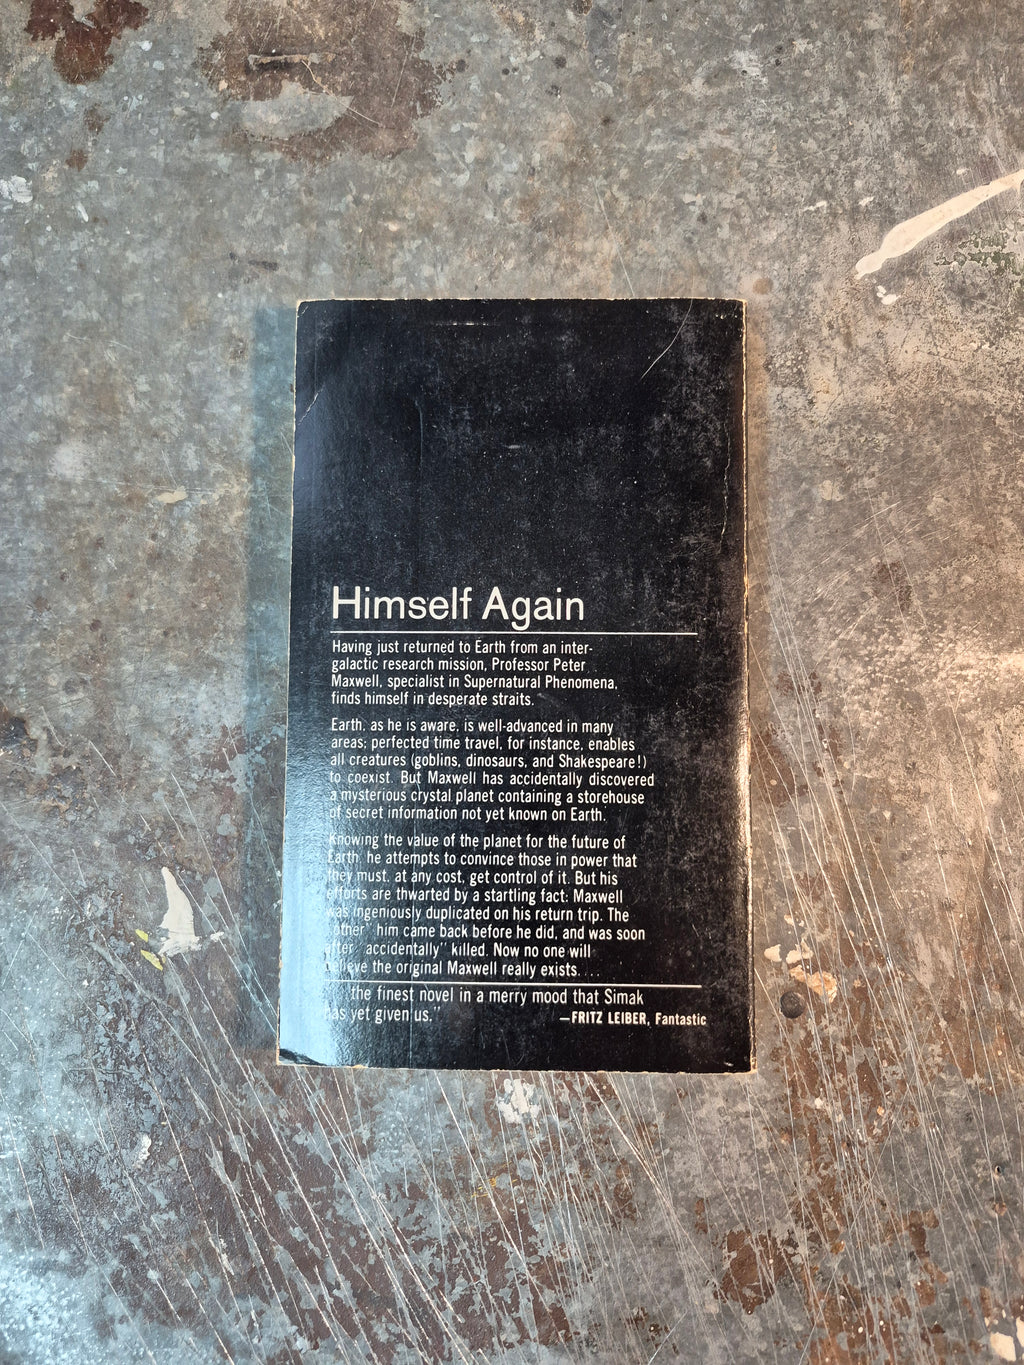 Himself Again
Having just returned to Earth from an inter-
galactic research mission, Professor Peter
Maxwell, specialist in Supernatural Phenomena,
finds himself in desperate straits.
Earth, as he is aware, is well-advanced in many
areas; perfected time travel, for instance, enables
all creatures (goblins, dinosaurs, and Shakespeare!)
to coexist. But Maxwell has accidentally discovered
a mysterious crystal planet containing a storehouse
of secret information not yet known on Earth.
Knowing the value of the planet for the future of
Earth, he attempts to convince those in power that
they must, at any cost, get control of it. But his
efforts are thwarted by a startling fact: Maxwell
was ingeniously duplicated on his return trip. The
"other" him came back before he did, and was soon
after "accidentally" killed. Now no one will
believe the original Maxwell really exists. . . .
the finest novel in a merry mood that Simak
has yet given us."
—FRITZ LEIBER, Fantastic